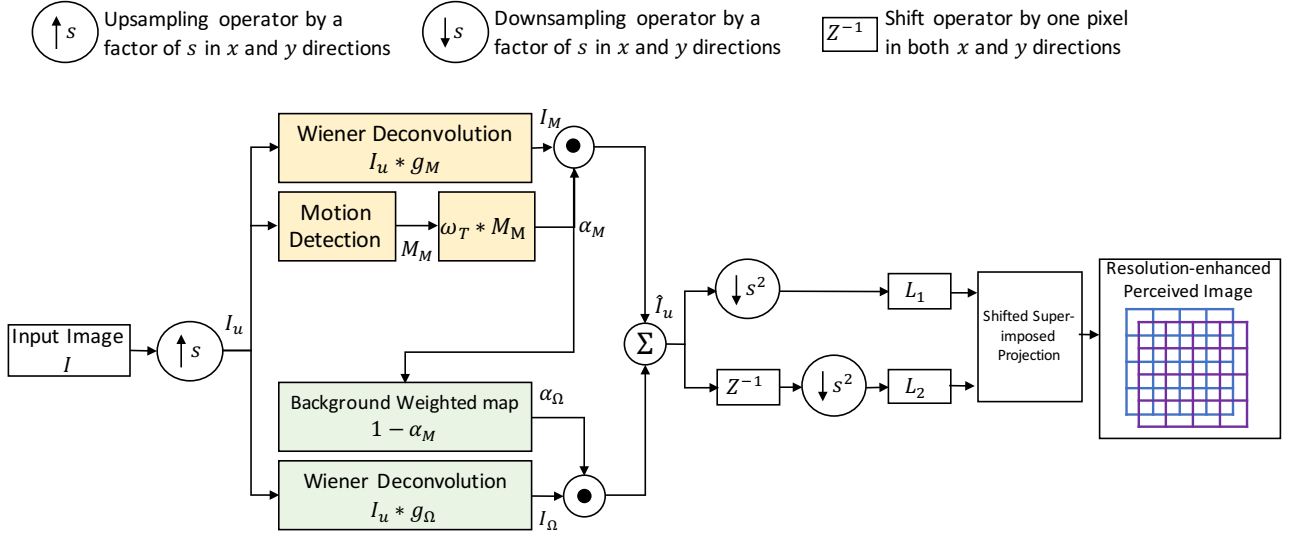 ↑ s
Upsampling operator by a
factor of s in x and y directions
↓ s
Downsampling operator by a
factor of s in x and y directions
Z⁻¹
Shift operator by one pixel
in both x and y directions
Wiener Deconvolution
I_u * g_M
I_M
Motion
Detection
M_M
ω_T * M_M
α_M
Input Image
I
↑ s
I_u
Background Weighted map
1 − α_M
α_Ω
Wiener Deconvolution
I_u * g_Ω
I_Ω
Σ
Î_u
↓ s²
L₁
Z⁻¹
↓ s²
L₂
Shifted Super-
imposed
Projection
Resolution-enhanced
Perceived Image